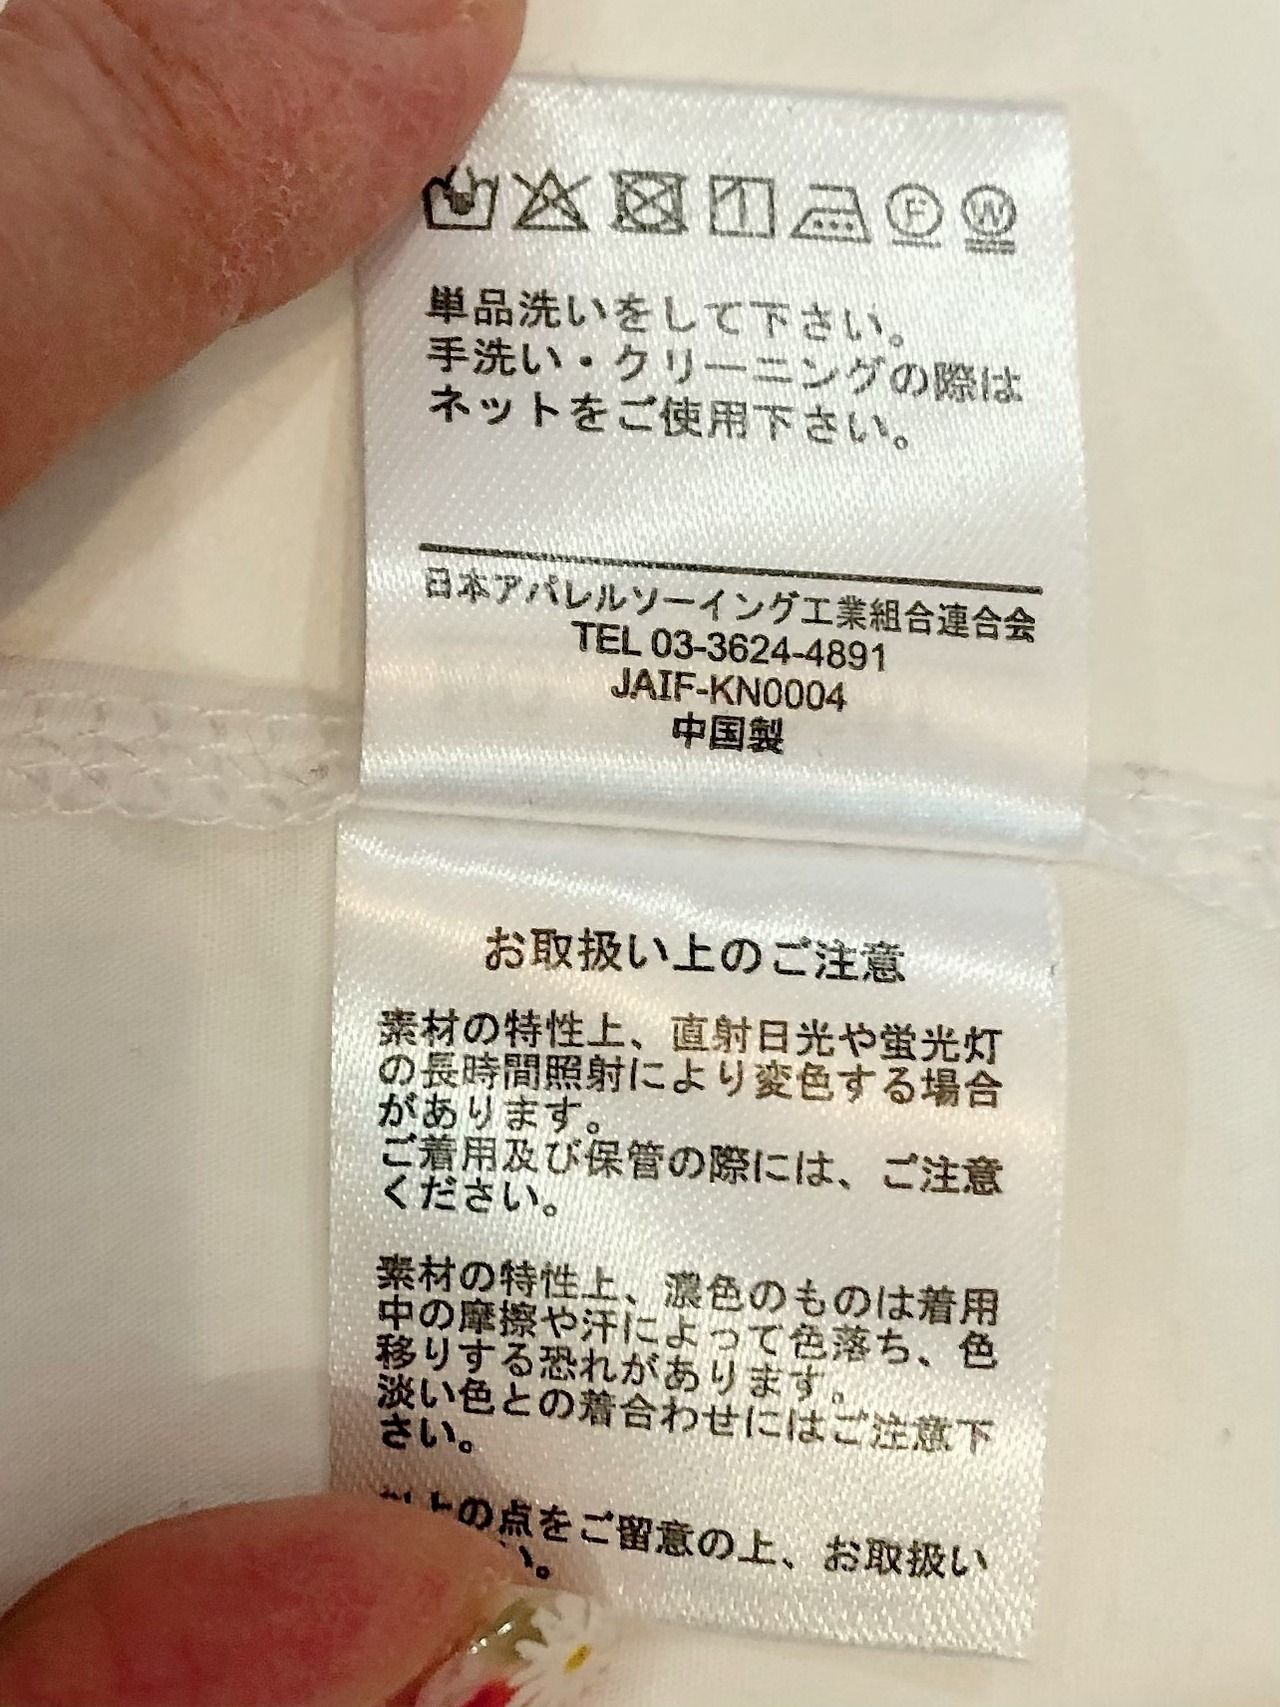 F W
単品洗いをして下さい。
手洗い・クリーニングの際は
ネットをご使用下さい。
日本アパレルソーイング工業組合連合会
TEL 03-3624-4891
JAIF-KN0004
中国製
お取扱い上のご注意
素材の特性上、直射日光や蛍光灯
の長時間照射により変色する場合
があります。
ご着用及び保管の際には、ご注意
ください。
素材の特性上、濃色のものは着用
中の摩擦や汗によって色落ち、色
移りする恐れがあります。
淡い色との着合わせにはご注意下
さい。
の点をご留意の上、お取扱い
い。